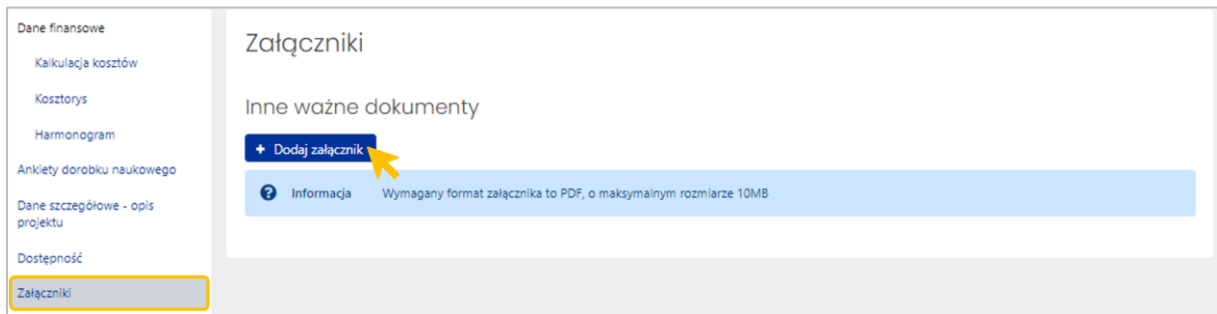 Dane finansowe
Kalkulacja kosztów
Kosztorys
Harmonogram
Ankiety dorobku naukowego
Dane szczegółowe - opis
projektu
Dostępność
Załączniki
Załączniki
Inne ważne dokumenty
+ Dodaj załącznik
? Informacja Wymagany format załącznika to PDF, o maksymalnym rozmiarze 10MB